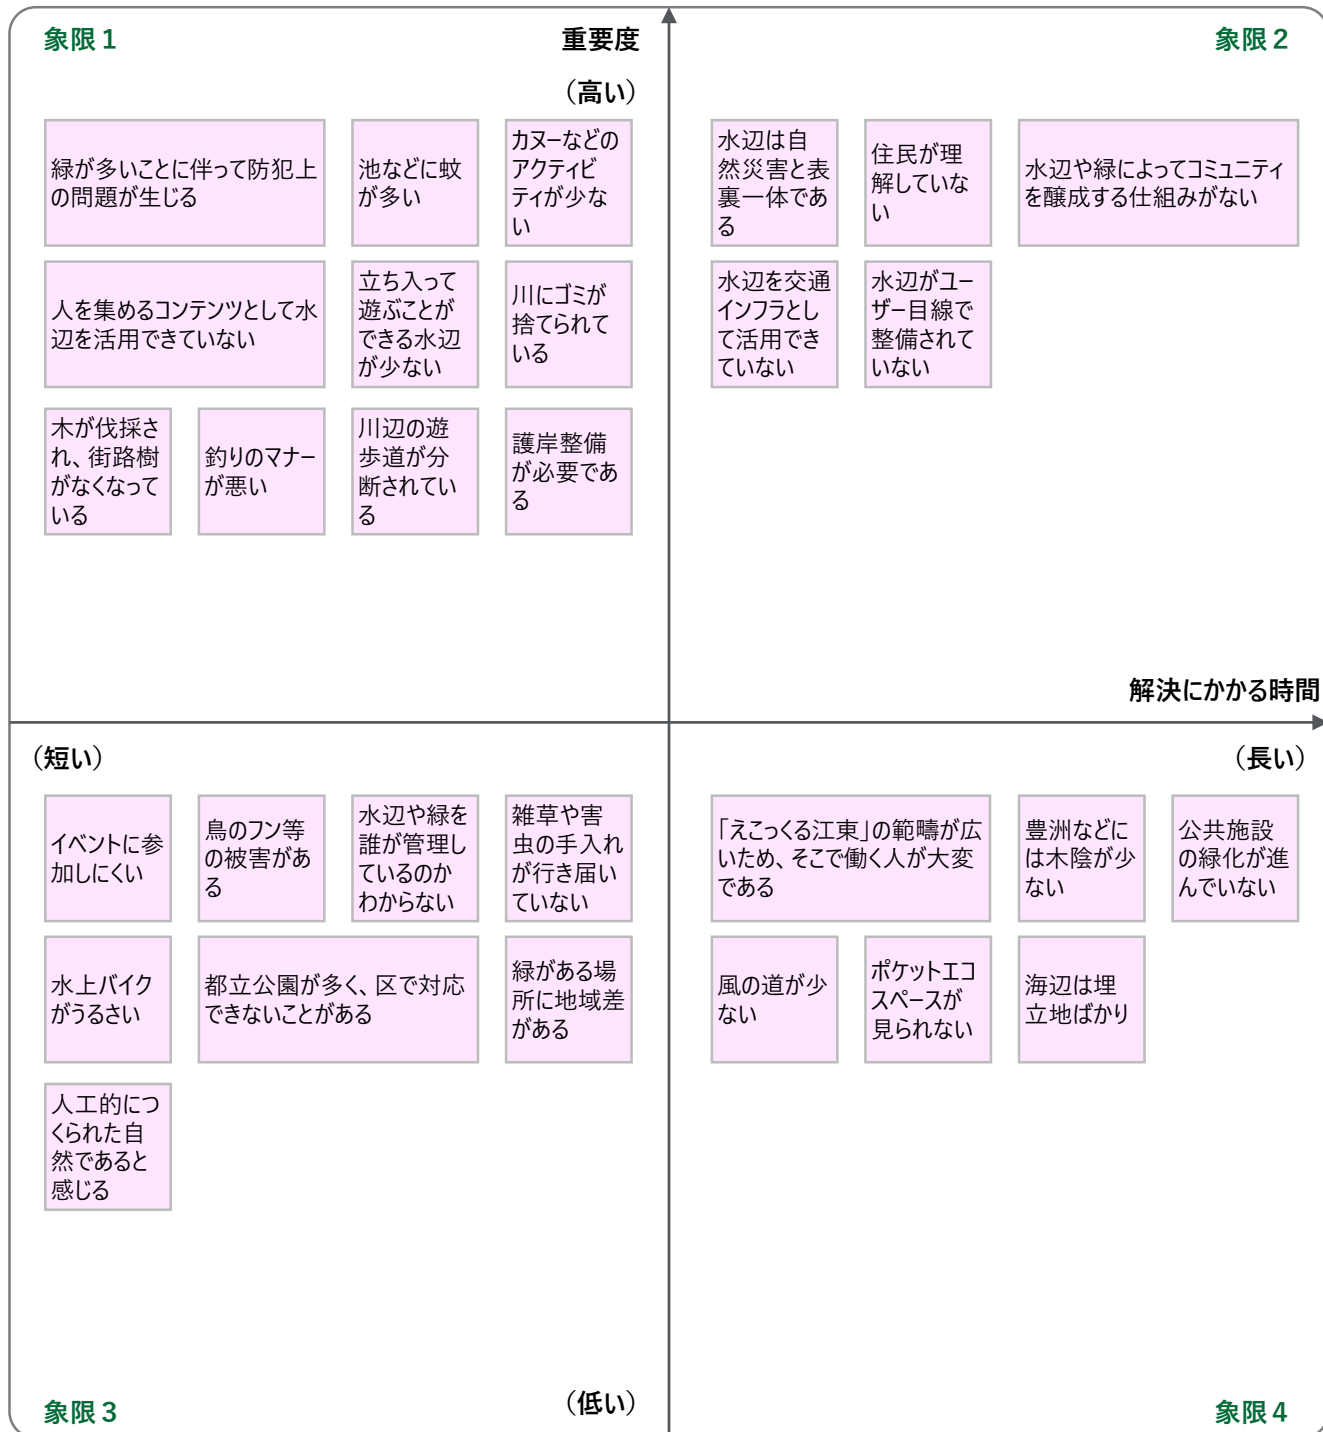 象限１
重要度
象限２
（高い）
緑が多いことに伴って防犯上
の問題が生じる
池などに蚊
が多い
カヌーなどの
アクティビ
ティが少な
い
水辺は自
然災害と表
裏一体であ
る
住民が理
解していな
い
水辺や緑によってコミュニティ
を醸成する仕組みがない
人を集めるコンテンツとして水
辺を活用できていない
立ち入って
遊ぶことが
できる水辺
が少ない
川にゴミが
捨てられて
いる
水辺を交通
インフラとし
て活用でき
ていない
水辺がユー
ザー目線で
整備されて
いない
木が伐採さ
れ、街路樹
がなくなって
いる
釣りのマナー
が悪い
川辺の遊
歩道が分
断されてい
る
護岸整備
が必要であ
る
解決にかかる時間
（短い）
（長い）
イベントに参
加しにくい
鳥のフン等
の被害があ
る
水辺や緑を
誰が管理し
ているのか
わからない
雑草や害
虫の手入れ
が行き届い
ていない
「えこっくる江東」の範疇が広
いため、そこで働く人が大変
である
豊洲などに
は木陰が少
ない
公共施設
の緑化が進
んでいない
水上バイク
がうるさい
都立公園が多く、区で対応
できないことがある
緑がある場
所に地域差
がある
風の道が少
ない
ポケットエコ
スペースが
見られない
海辺は埋
立地ばかり
人工的につ
くられた自
然であると
感じる
象限３
（低い）
象限４